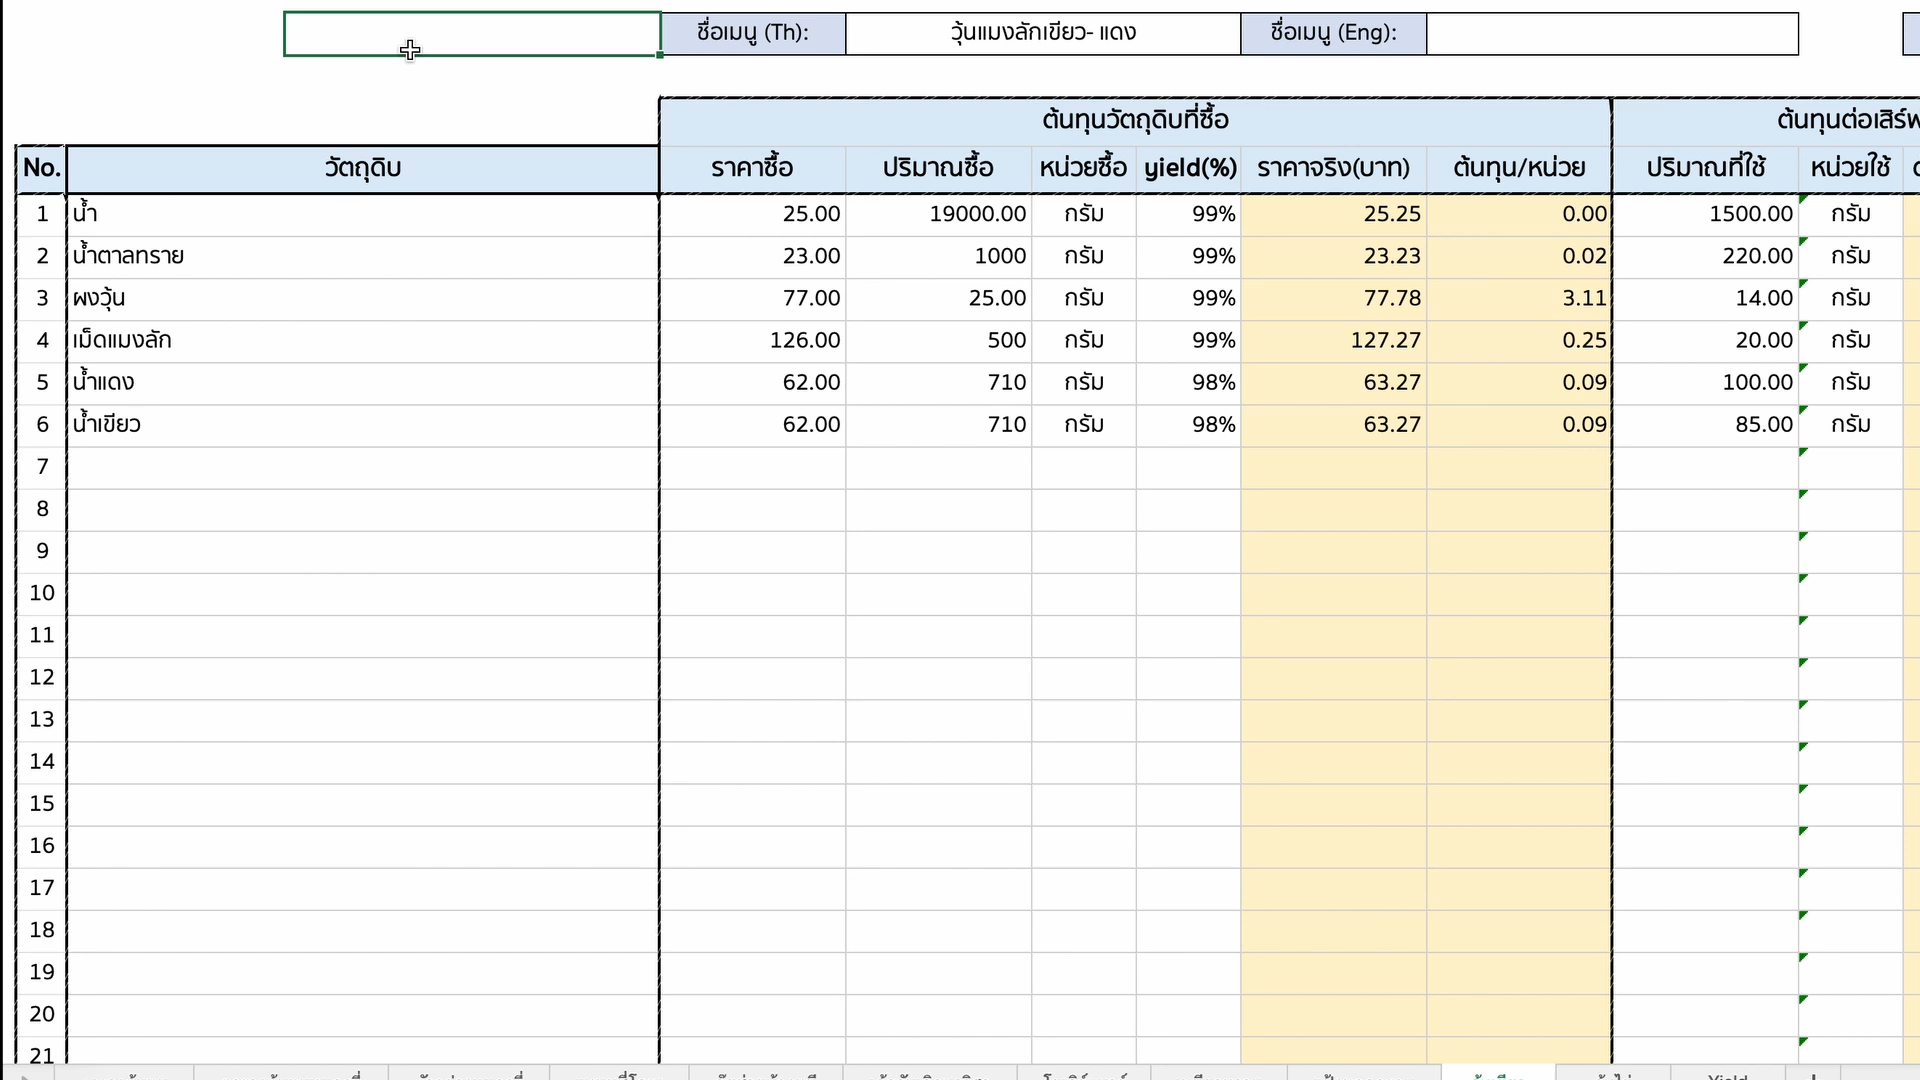 ชื่อเมนู (Th): วุ้นแมงลักเขียว- แดง ชื่อเมนู (Eng):
ต้นทุนวัตถุดิบที่ซื้อ
No. วัตถุดิบ ราคาซื้อ ปริมาณซื้อ หน่วยซื้อ yield(%) ราคาจริง(บาท) ต้นทุน/หน่วย ปริมาณที่ใช้ หน่วยใช้
1 น้ำ 25.00 19000.00 กรัม 99% 25.25 0.00 1500.00 กรัม
2 น้ำตาลทราย 23.00 1000 กรัม 99% 23.23 0.02 220.00 กรัม
3 ผงวุ้น 77.00 25.00 กรัม 99% 77.78 3.11 14.00 กรัม
4 เม็ดแมงลัก 126.00 500 กรัม 99% 127.27 0.25 20.00 กรัม
5 น้ำแดง 62.00 710 กรัม 98% 63.27 0.09 100.00 กรัม
6 น้ำเขียว 62.00 710 กรัม 98% 63.27 0.09 85.00 กรัม
7
8
9
10
11
12
13
14
15
16
17
18
19
20
21